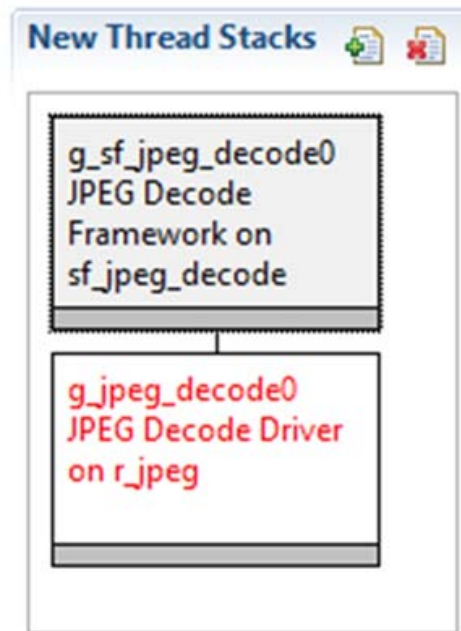 New Thread Stacks
g_sf_jpeg_decode0
JPEG Decode
Framework on
sf_jpeg_decode
g_jpeg_decode0
JPEG Decode Driver
on r_jpeg